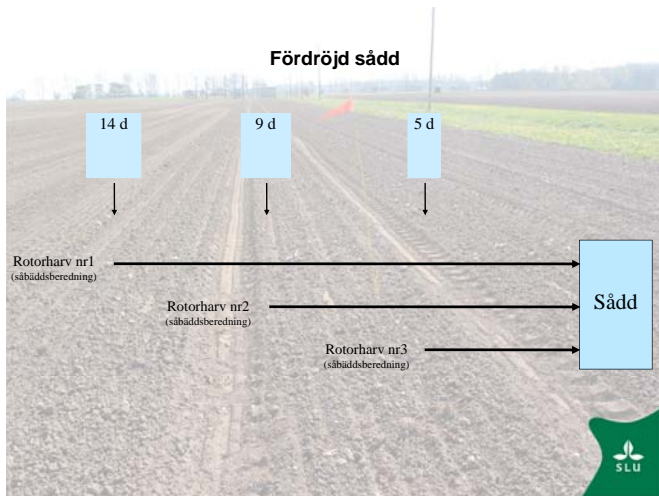 Fördröjd sådd
14 d
9 d
5 d
Rotorharv nr1
(såbäddsberedning)
Rotorharv nr2
(såbäddsberedning)
Rotorharv nr3
(såbäddsberedning)
Sådd
SLU